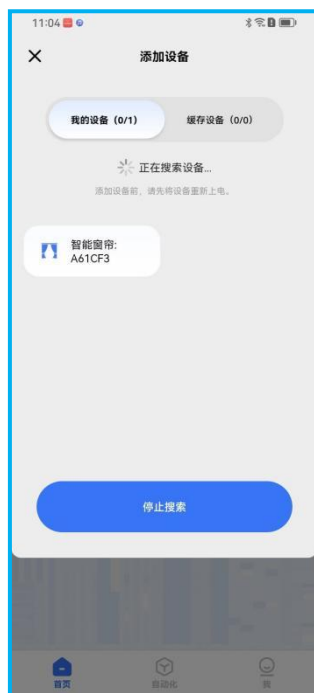 11:04
添加设备
我的设备（0/1） 缓存设备（0/0）
正在搜索设备...
添加设备前，请先将设备重新上电。
智能窗帘:
A61CF3
停止搜索
首页 自动化 我